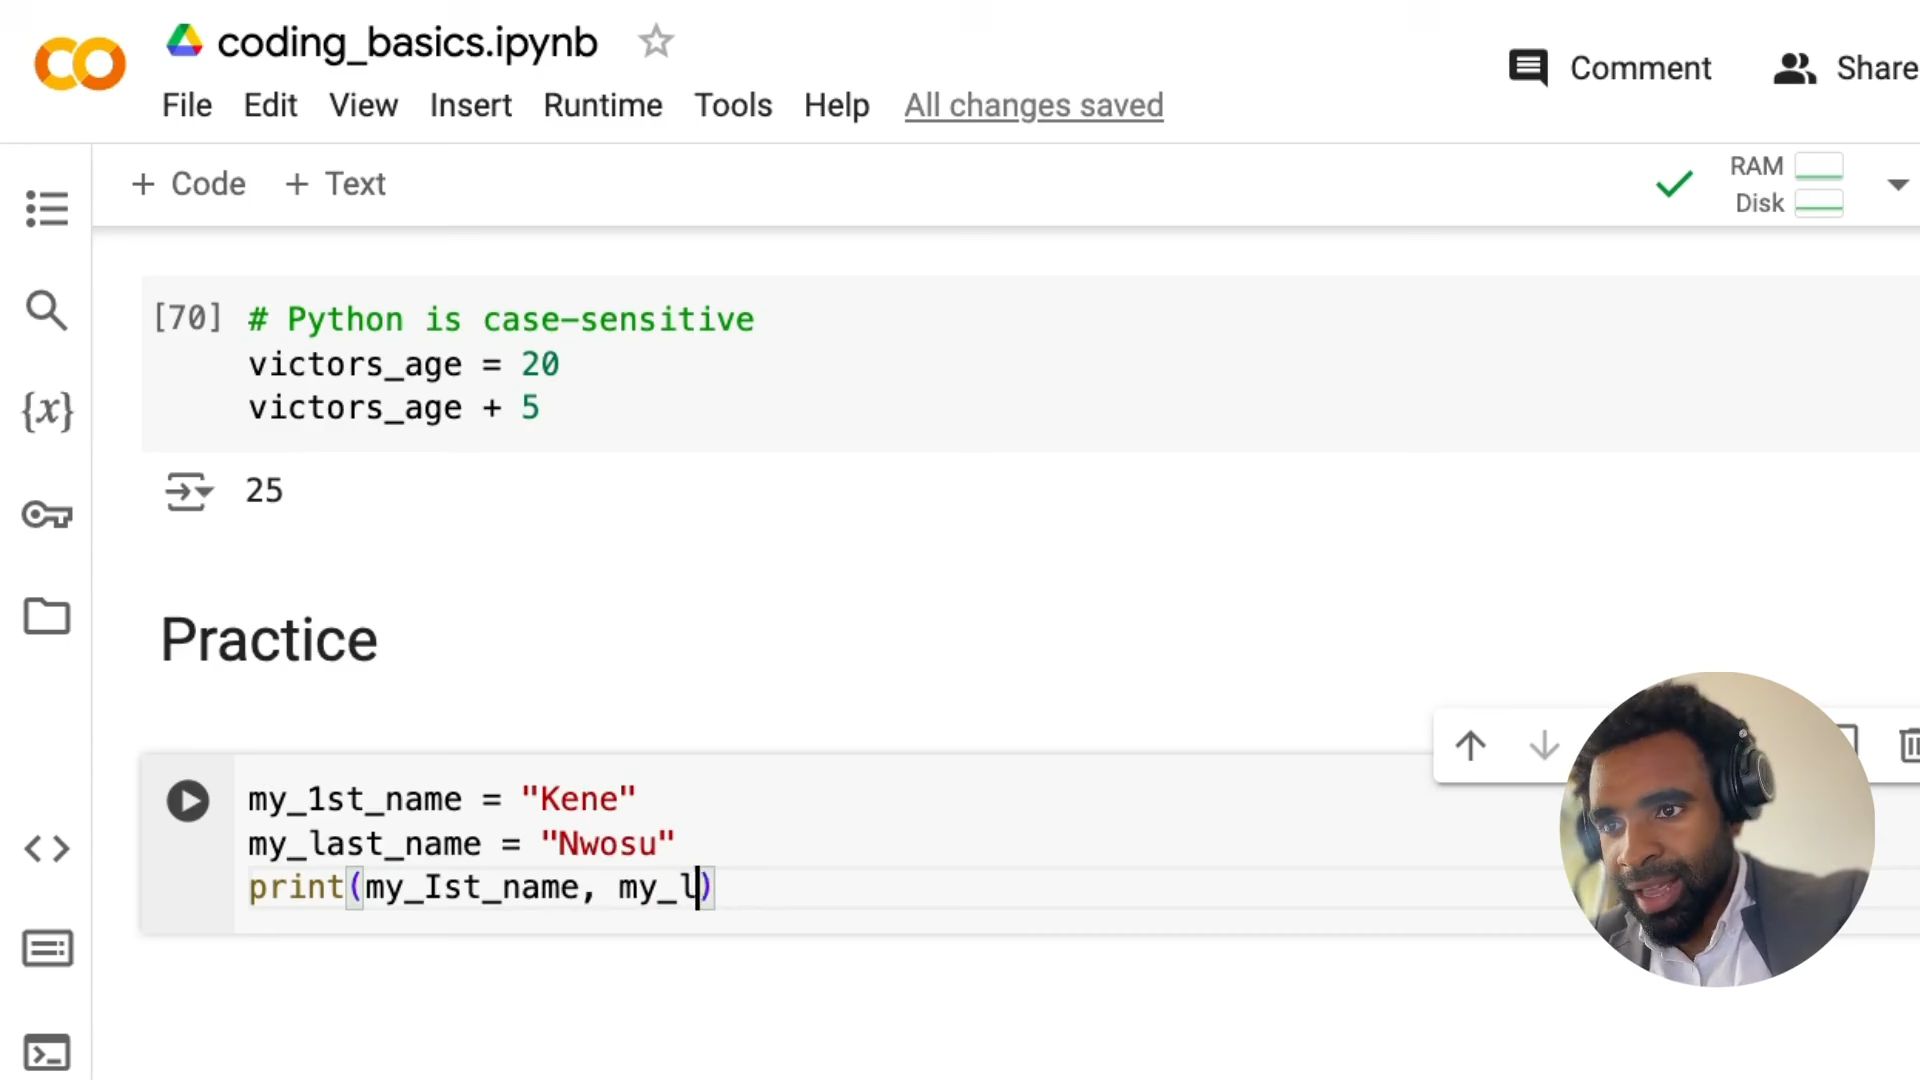 coding_basics.ipynb
File Edit View Insert Runtime Tools Help All changes saved
Comment Share
+ Code + Text
RAM
Disk
[70] # Python is case-sensitive
victors_age = 20
victors_age + 5
25
Practice
my_1st_name = "Kene"
my_last_name = "Nwosu"
print(my_Ist_name, my_l)
{x}